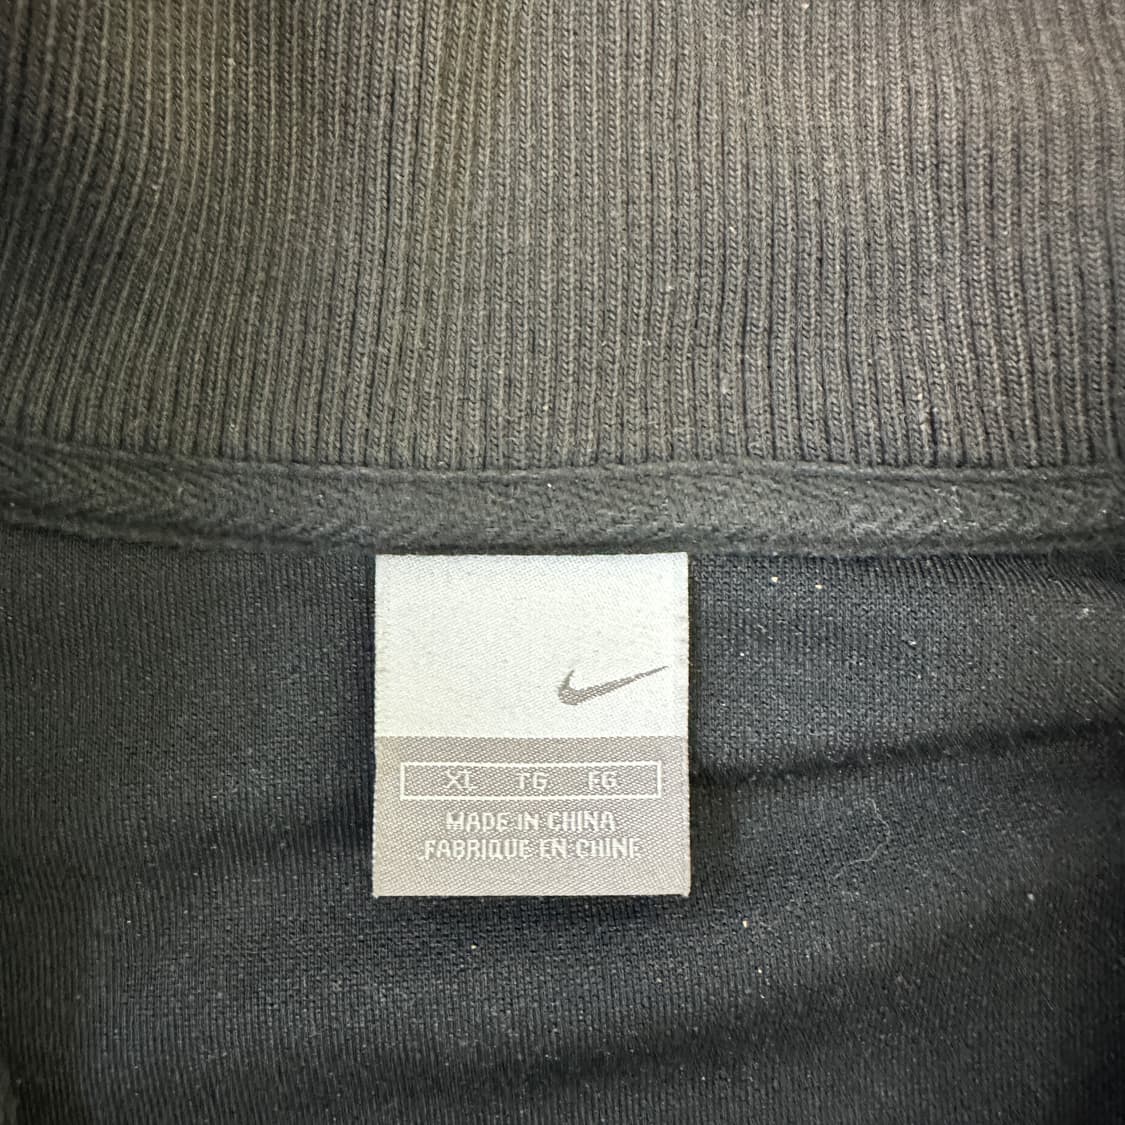 XL TG EG
MADE IN CHINA
FABRIQUE EN CHINE